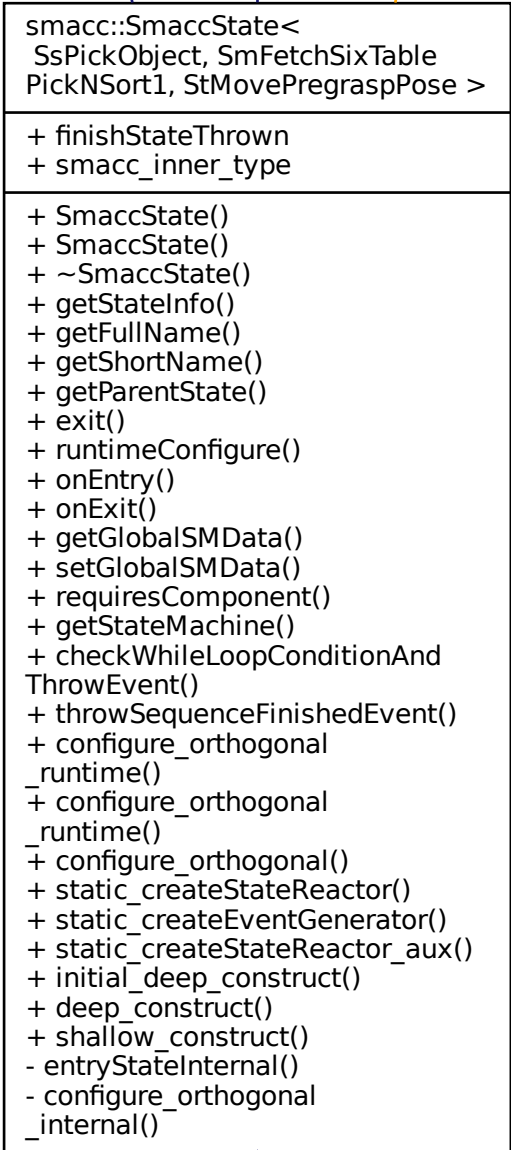 smacc::SmaccState<
SsPickObject, SmFetchSixTable
PickNSort1, StMovePregraspPose >
+ finishStateThrown
+ smacc_inner_type
+ SmaccState()
+ SmaccState()
+ ~SmaccState()
+ getStateInfo()
+ getFullName()
+ getShortName()
+ getParentState()
+ exit()
+ runtimeConfigure()
+ onEntry()
+ onExit()
+ getGlobalSMData()
+ setGlobalSMData()
+ requiresComponent()
+ getStateMachine()
+ checkWhileLoopConditionAnd
ThrowEvent()
+ throwSequenceFinishedEvent()
+ configure_orthogonal
_runtime()
+ configure_orthogonal
_runtime()
+ configure_orthogonal()
+ static_createStateReactor()
+ static_createEventGenerator()
+ static_createStateReactor_aux()
+ initial_deep_construct()
+ deep_construct()
+ shallow_construct()
- entryStateInternal()
- configure_orthogonal
_internal()